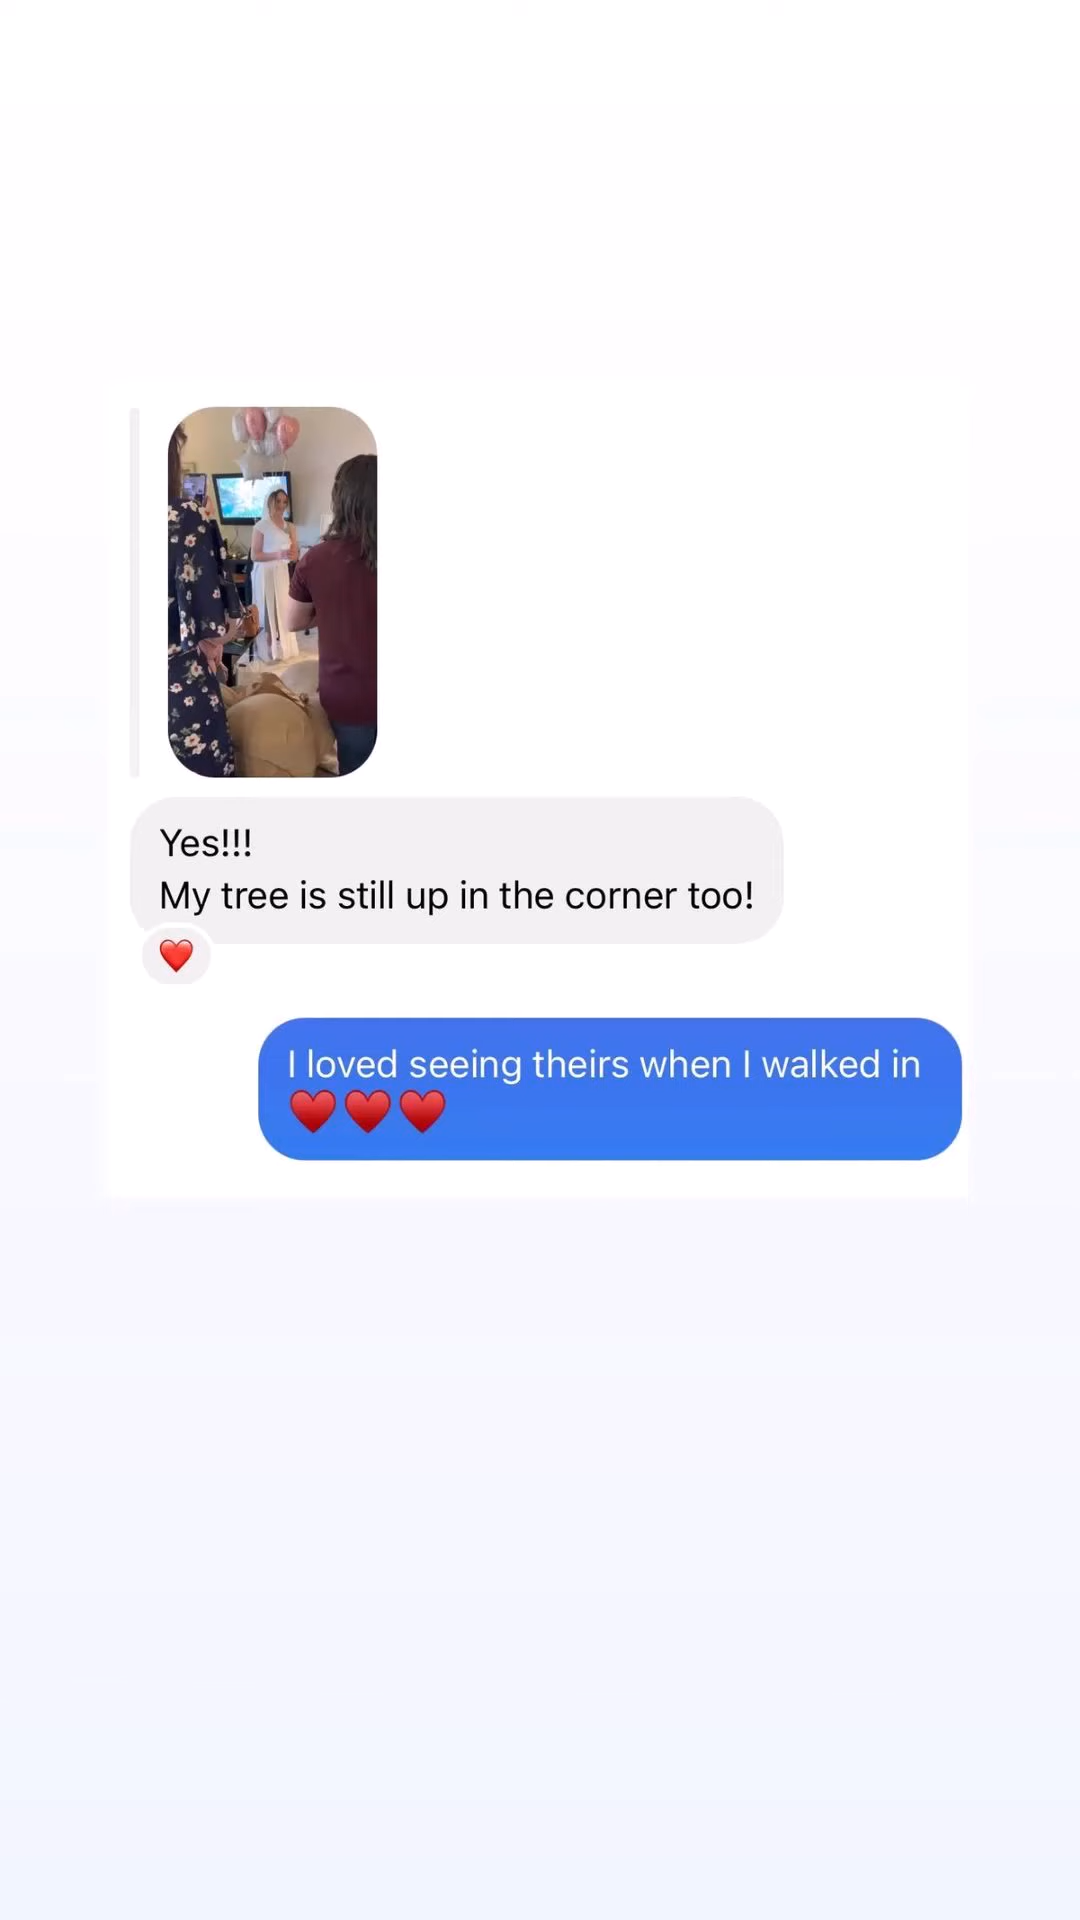 Yes!!!
My tree is still up in the corner too!
❤️
I loved seeing theirs when I walked in
♥️♥️♥️